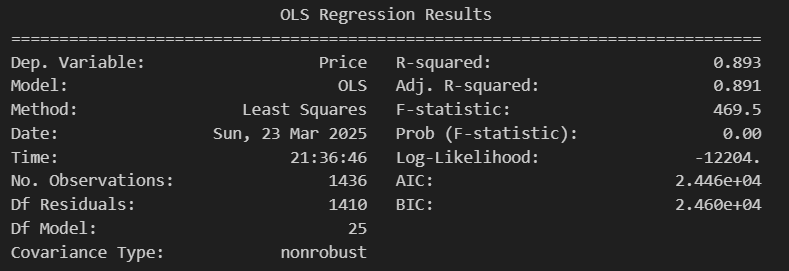 OLS Regression Results
==============================================================================
Dep. Variable: Price R-squared: 0.893
Model: OLS Adj. R-squared: 0.891
Method: Least Squares F-statistic: 469.5
Date: Sun, 23 Mar 2025 Prob (F-statistic): 0.00
Time: 21:36:46 Log-Likelihood: -12204.
No. Observations: 1436 AIC: 2.446e+04
Df Residuals: 1410 BIC: 2.460e+04
Df Model: 25
Covariance Type: nonrobust